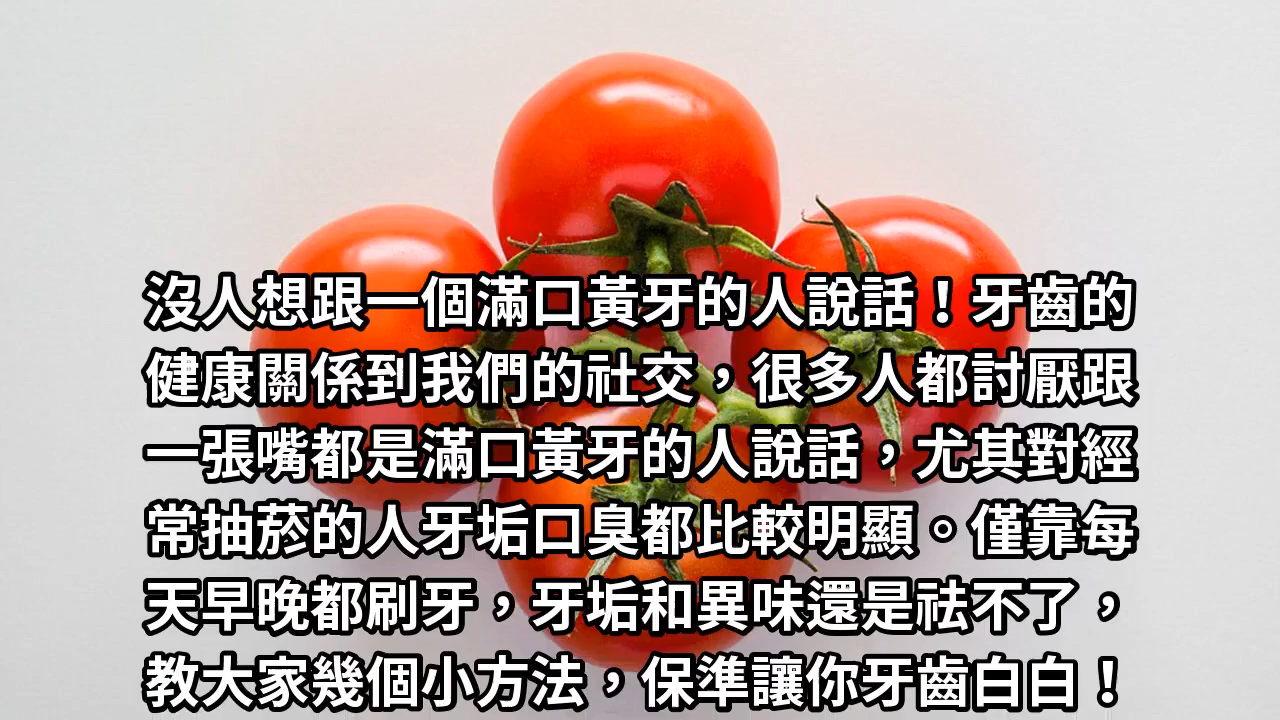 沒人想跟一個滿口黃牙的人說話！牙齒的
健康關係到我們的社交，很多人都討厭跟
一張嘴都是滿口黃牙的人說話，尤其對經
常抽菸的人牙垢口臭都比較明顯。僅靠每
天早晚都刷牙，牙垢和異味還是祛不了，
教大家幾個小方法，保準讓你牙齒白白！